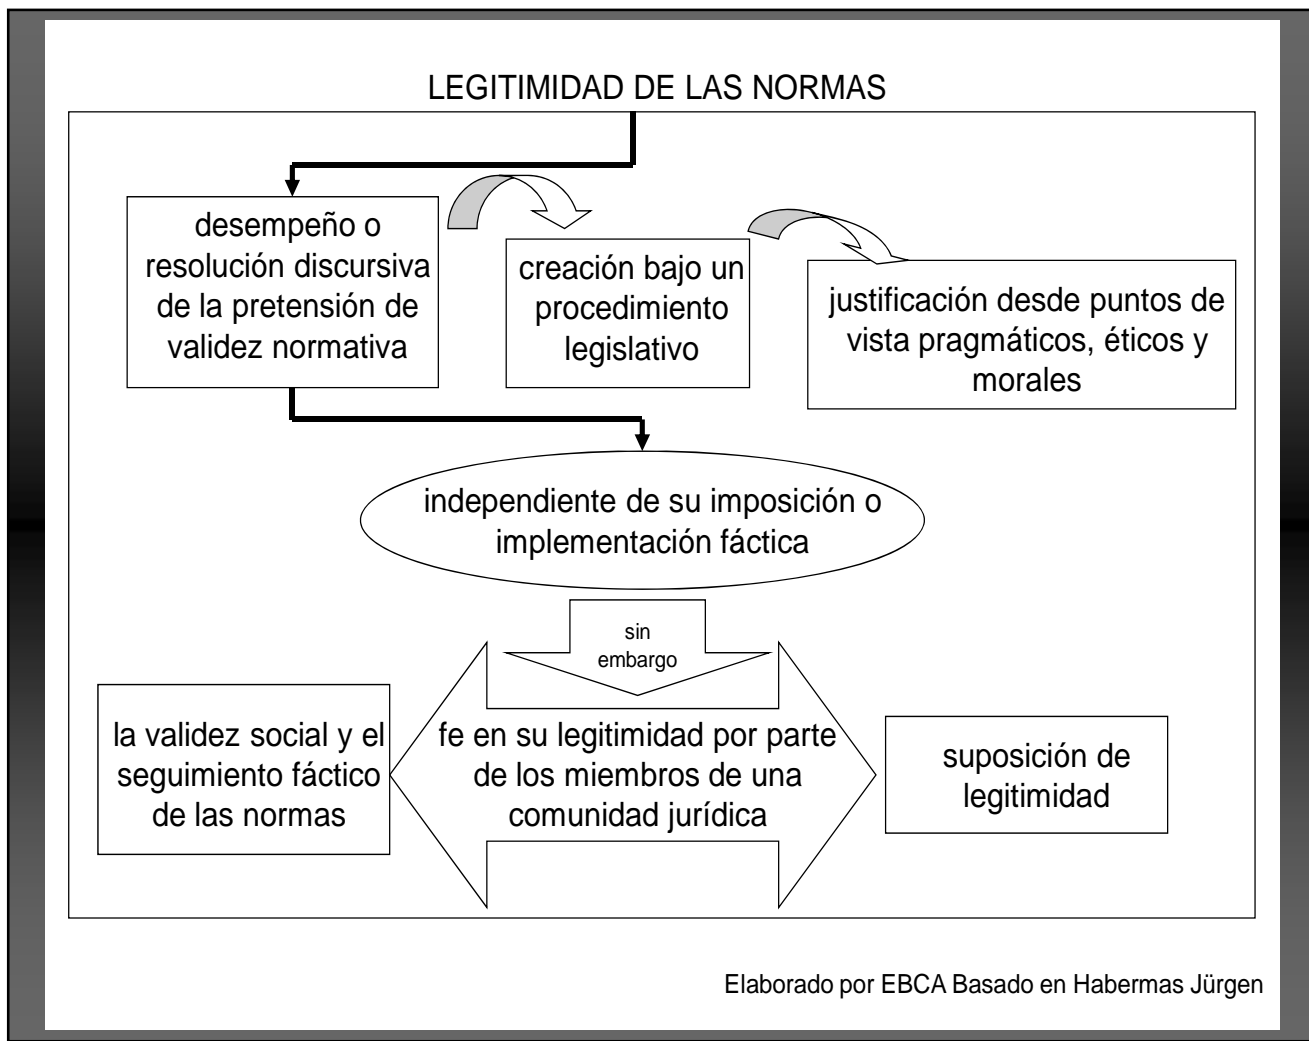 LEGITIMIDAD DE LAS NORMAS
desempeño o
resolución discursiva
de la pretensión de
validez normativa
creación bajo un
procedimiento
legislativo
justificación desde puntos de
vista pragmáticos, éticos y
morales
independiente de su imposición o
implementación fáctica
sin
embargo
la validez social y el
seguimiento fáctico
de las normas
fe en su legitimidad por parte
de los miembros de una
comunidad jurídica
suposición de
legitimidad
Elaborado por EBCA Basado en Habermas Jürgen